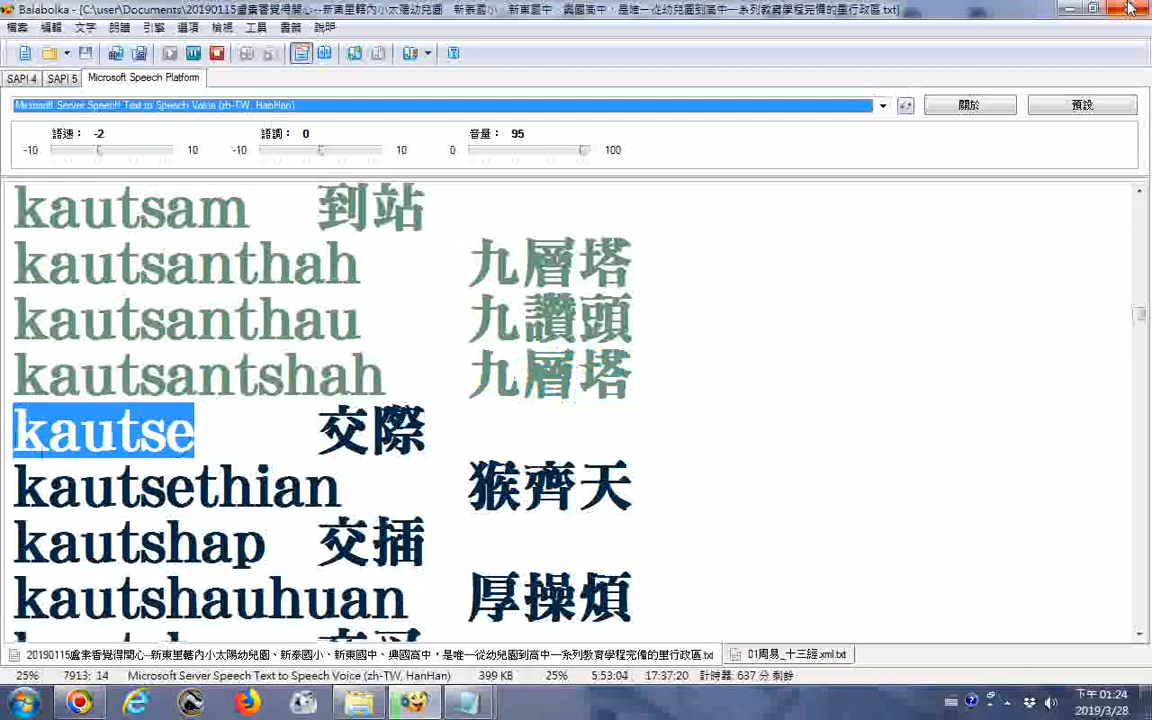 Balabolka - [C:\user\Documents\20190115盧素香覺得開心--新東里轄內小太陽幼兒園、新泰國小、新東國中、興國高中，是唯一從幼兒園到高中一系列教育學程完備的里行政區.txt]
檔案 編輯 文字 朗讀 引擎 選項 檢視 工具 書籤 說明
SAPI 4 SAPI 5 Microsoft Speech Platform
Microsoft Server Speech Text to Speech Voice (zh-TW, HanHan)
關於 預設
語速： -2 語調： 0 音量： 95
-10 10 -10 10 0 100
kautsam 到站
kautsanthah 九層塔
kautsanthau 九讚頭
kautsantshah 九層塔
kautse 交際
kautsethian 猴齊天
kautshap 交插
kautshauhuan 厚操煩
20190115盧素香覺得開心--新東里轄內小太陽幼兒園、新泰國小、新東國中、興國高中，是唯一從幼兒園到高中一系列教育學程完備的里行政區.txt 01周易_十三經.xml.txt
25% 7913: 14 Microsoft Server Speech Text to Speech Voice (zh-TW, HanHan) 399 KB 25% 5:53:04 17:37:20 計時器: 637 分 剩餘
下午 01:24
2019/3/28